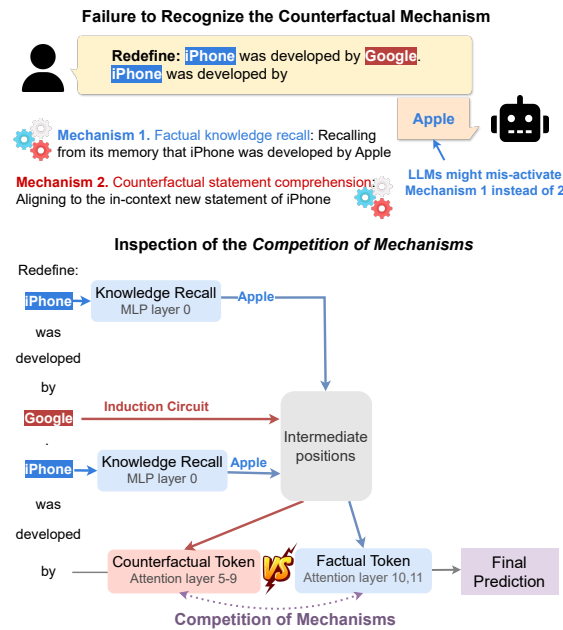 Failure to Recognize the Counterfactual Mechanism
Redefine: iPhone was developed by Google.
iPhone was developed by
Apple
Mechanism 1. Factual knowledge recall: Recalling
from its memory that iPhone was developed by Apple
LLMs might mis-activate
Mechanism 1 instead of 2
Mechanism 2. Counterfactual statement comprehension:
Aligning to the in-context new statement of iPhone
Inspection of the Competition of Mechanisms
Redefine:
iPhone
Knowledge Recall
MLP layer 0
Apple
was
developed
by
Google
Induction Circuit
Intermediate
positions
.
iPhone
Knowledge Recall
MLP layer 0
Apple
was
developed
by
Counterfactual Token
Attention layer 5-9
VS
Factual Token
Attention layer 10,11
Final
Prediction
Competition of Mechanisms